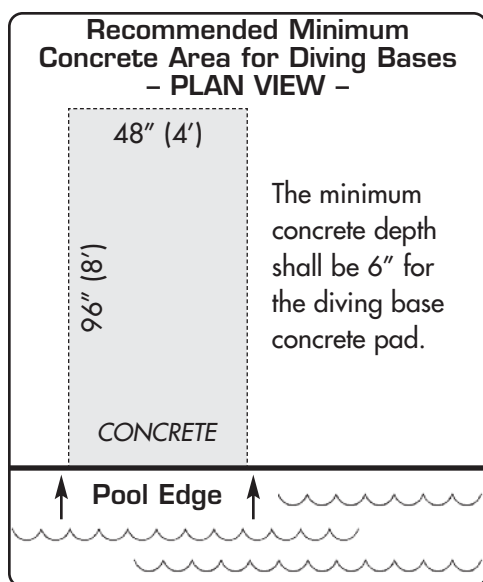 Recommended Minimum
Concrete Area for Diving Bases
– PLAN VIEW –
48″ (4′)
96″ (8′)
The minimum
concrete depth
shall be 6″ for
the diving base
concrete pad.
CONCRETE
Pool Edge